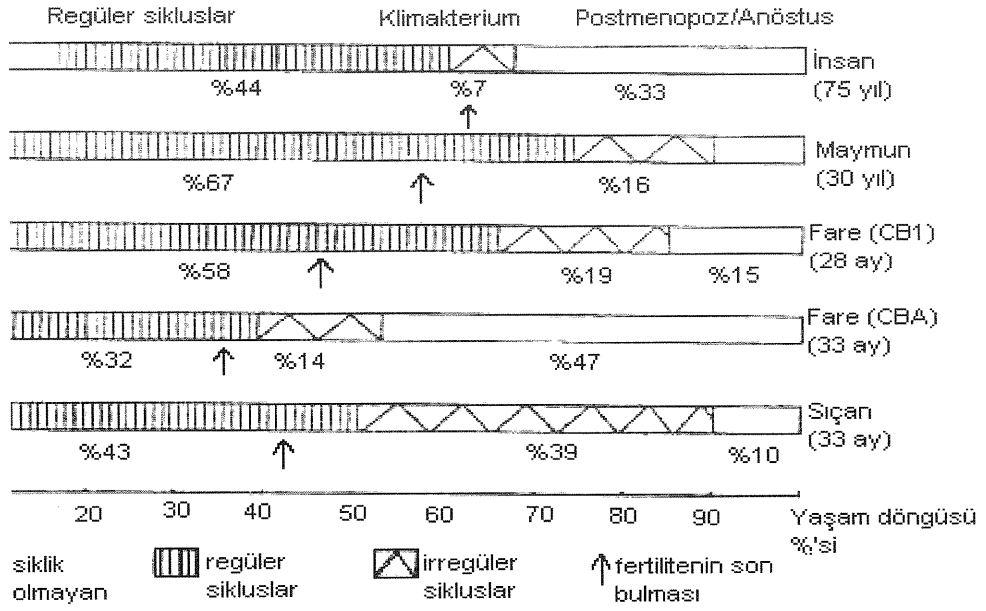 Regüler sikluslar Klimakterium Postmenopoz/Anöstus
İnsan
(75 yıl)
%44 %7 %33
Maymun
(30 yıl)
%67 %16
Fare (CB1)
(28 ay)
%58 %19 %15
Fare (CBA)
(33 ay)
%32 %14 %47
Sıçan
(33 ay)
%43 %39 %10
20 30 40 50 60 70 80 90 Yaşam döngüsü
%'si
siklik
olmayan
regüler
sikluslar
irregüler
sikluslar
fertilitenin son
bulması